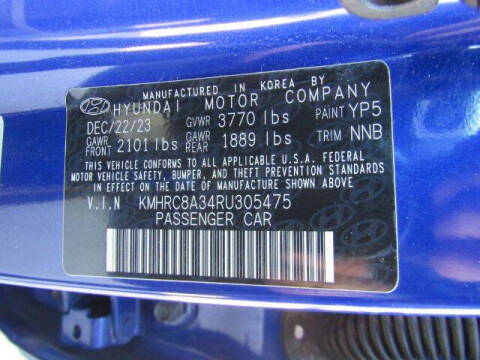 MANUFACTURED IN KOREA BY
HYUNDAI MOTOR COMPANY
DEC/22/23 GVWR 3770 lbs PAINT YP5
GAWR FRONT 2101 lbs GAWR REAR 1889 lbs TRIM NNB
THIS VEHICLE CONFORMS TO ALL APPLICABLE U.S.A. FEDERAL
MOTOR VEHICLE SAFETY, BUMPER, AND THEFT PREVENTION STANDARDS
IN EFFECT ON THE DATE OF MANUFACTURE SHOWN ABOVE.
V.I.N KMHRC8A34RU305475
PASSENGER CAR